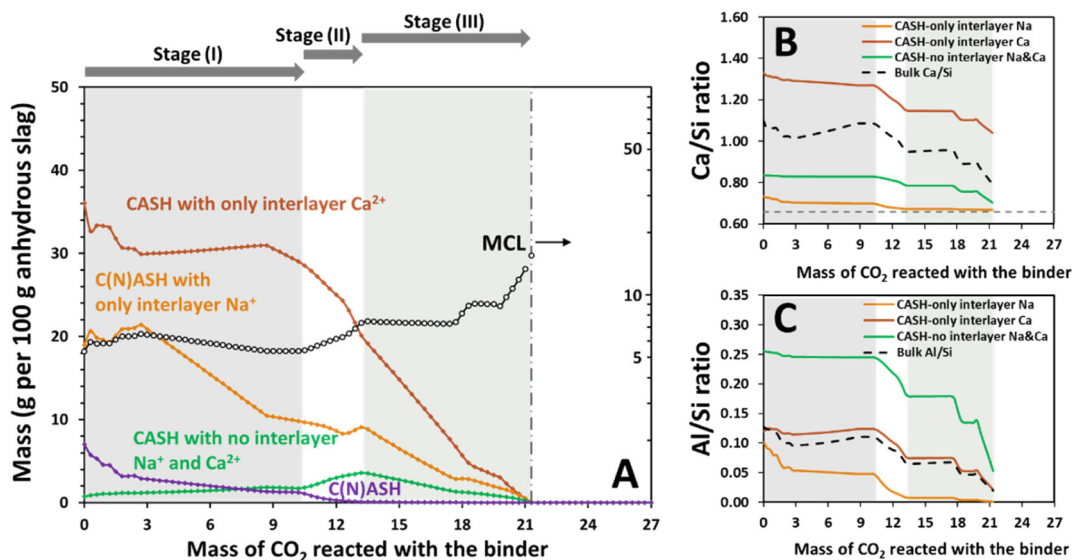 Stage (I)
Stage (II)
Stage (III)
Mass (g per 100 g anhydrous slag)
50
40
30
20
10
0
CASH with only interlayer Ca²⁺
C(N)ASH with
only interlayer Na⁺
MCL
CASH with no interlayer
Na⁺ and Ca²⁺
C(N)ASH
A
50
10
5
0 3 6 9 12 15 18 21 24 27
Mass of CO₂ reacted with the binder
B
CASH-only interlayer Na
CASH-only interlayer Ca
CASH-no interlayer Na&Ca
Bulk Ca/Si
Ca/Si ratio
1.60
1.40
1.20
1.00
0.80
0.60
0 3 6 9 12 15 18 21 24 27
Mass of CO₂ reacted with the binder
C
CASH-only interlayer Na
CASH-only interlayer Ca
CASH-no interlayer Na&Ca
Bulk Al/Si
Al/Si ratio
0.35
0.30
0.25
0.20
0.15
0.10
0.05
0.00
0 3 6 9 12 15 18 21 24 27
Mass of CO₂ reacted with the binder